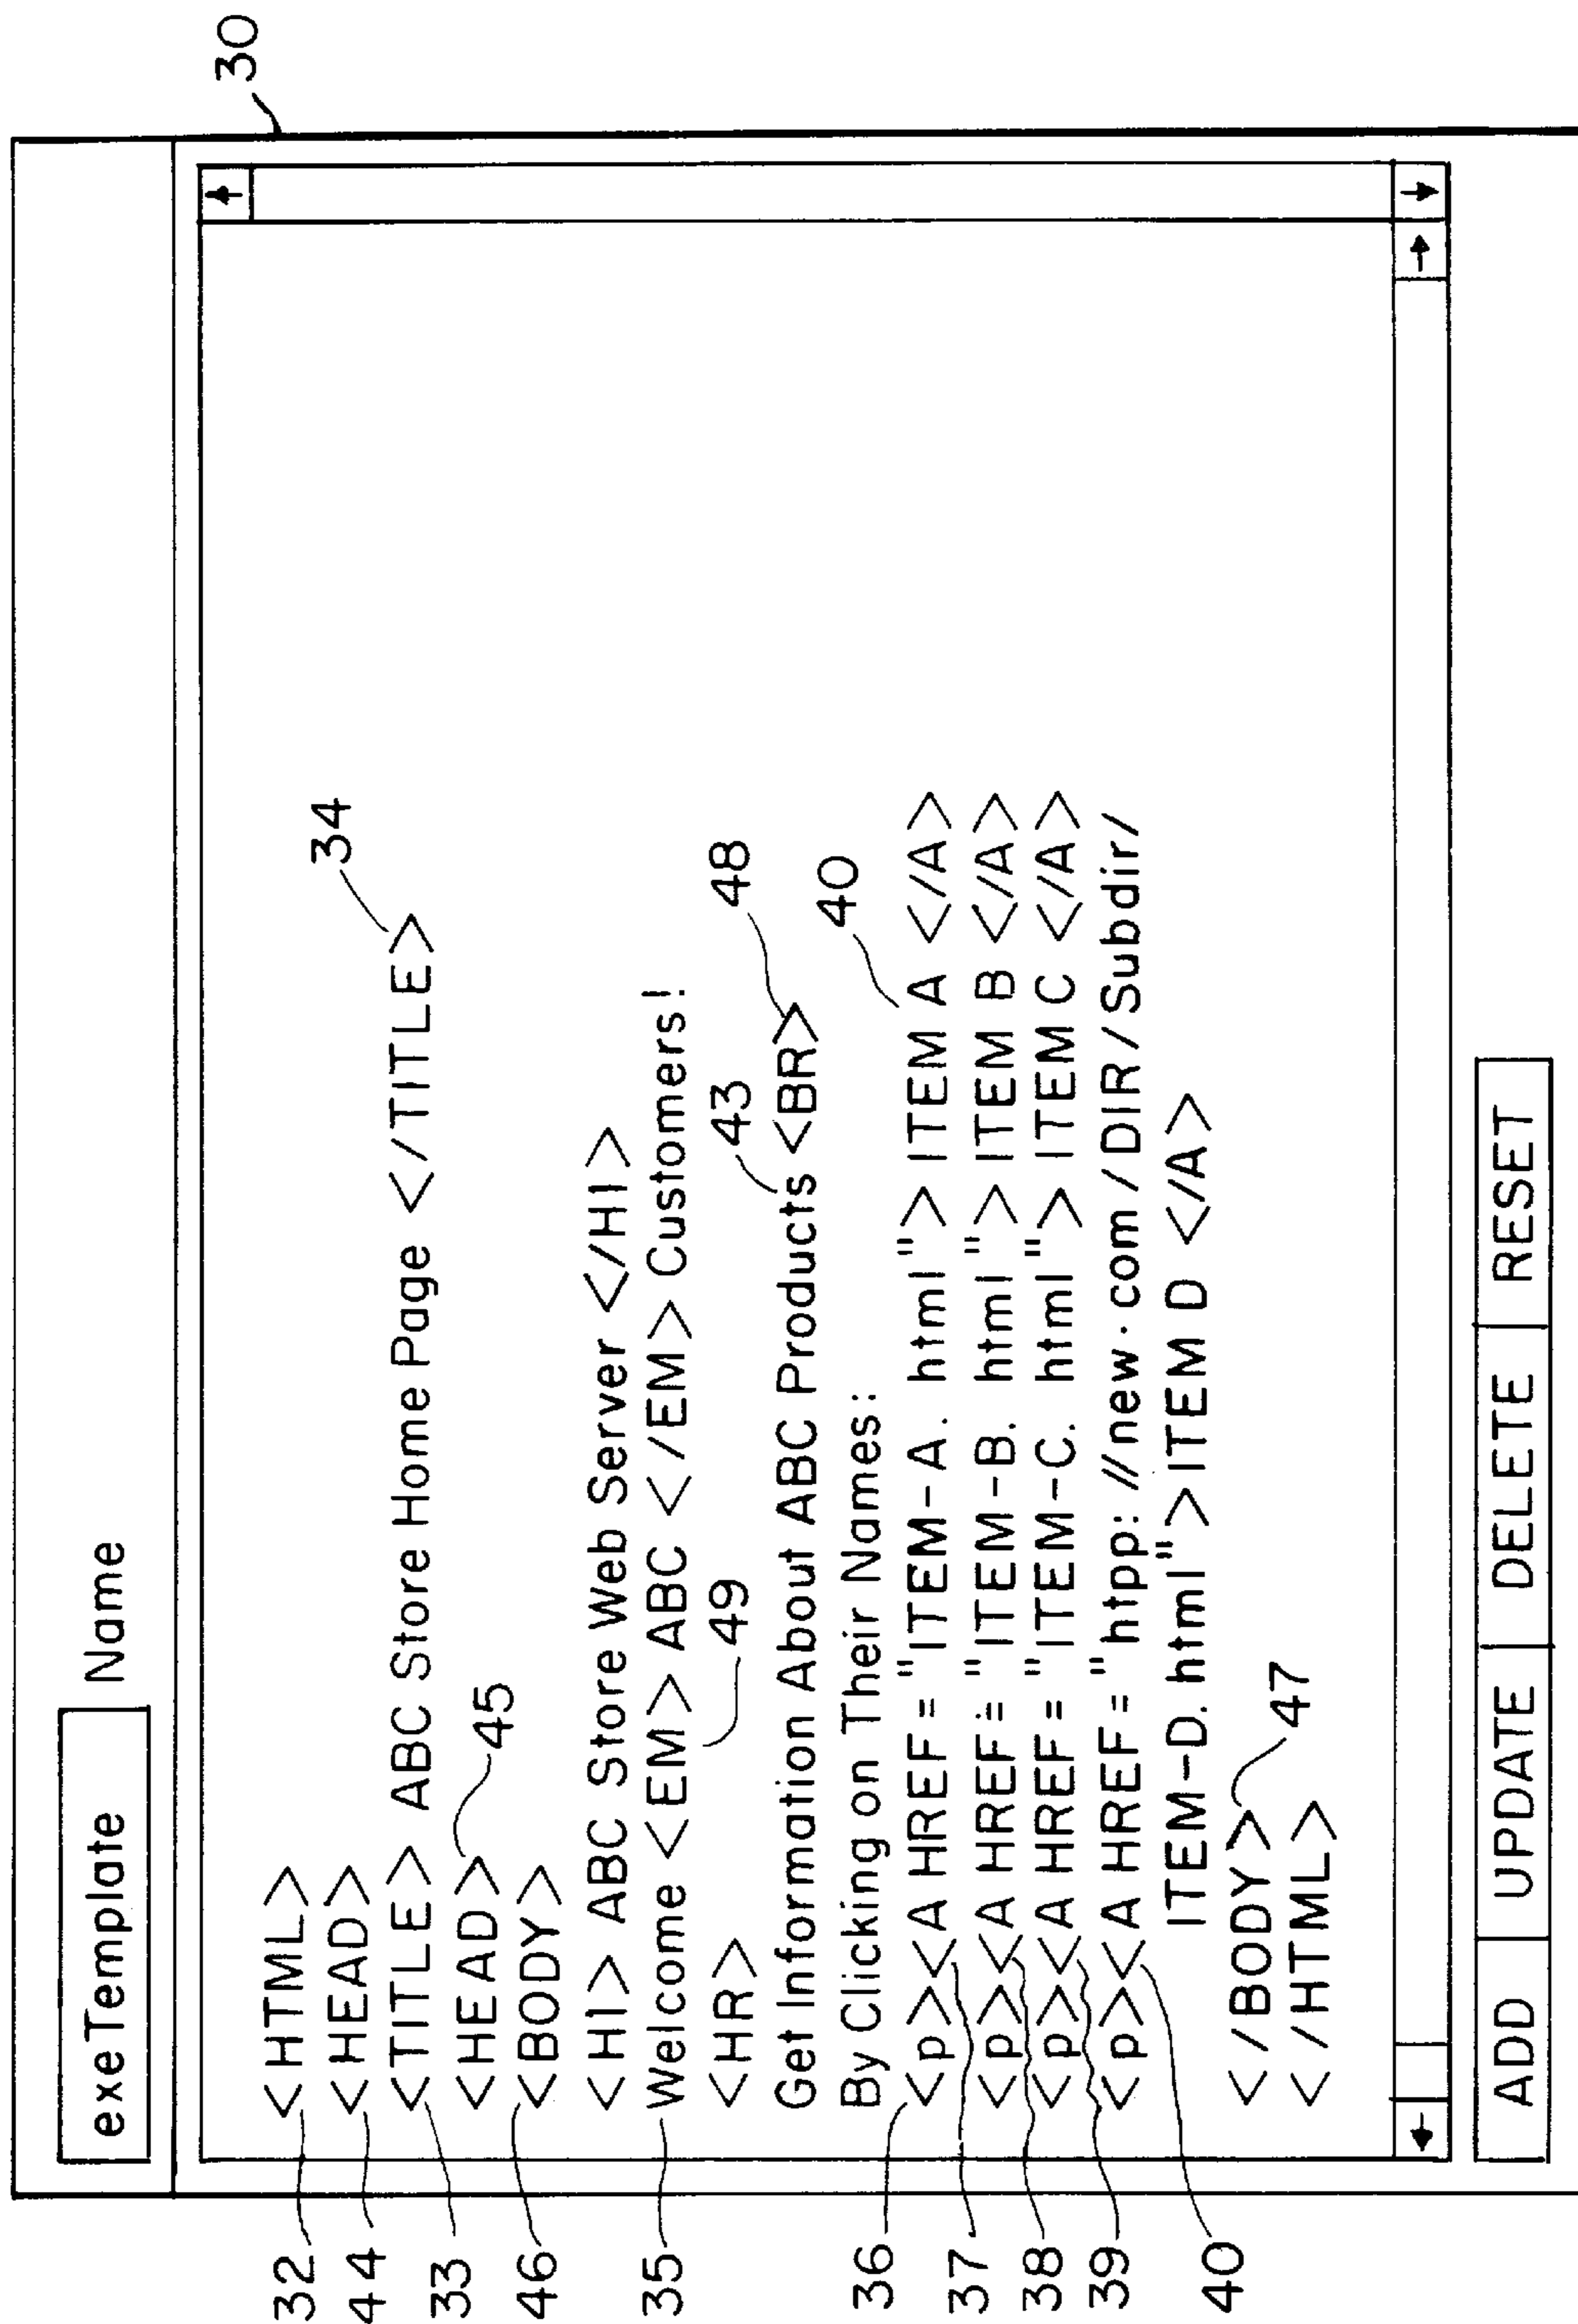 exe Template Name
30
32 <HTML>
44 <HEAD>
33 <TITLE> ABC Store Home Page </TITLE> 34
<HEAD> 45
46 <BODY>
<H1> ABC Store Web Server </H1>
35 Welcome <EM> ABC </EM> Customers!
<HR> 49 43 48
Get Information About ABC Products <BR>
By Clicking on Their Names: 40
36 <p><A HREF="ITEM-A. html"> ITEM A </A>
37 <p><A HREF="ITEM-B. html"> ITEM B </A>
38 <p><A HREF="ITEM-C. html"> ITEM C </A>
39 <p><A HREF="htpp: //new.com/DIR/Subdir/
40 ITEM-D. html">ITEM D </A>
</BODY> 47
</HTML>
ADD UPDATE DELETE RESET